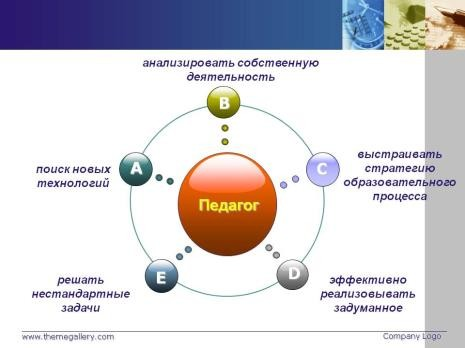 анализировать собственную
деятельность
B
A
поиск новых
технологий
C
выстраивать
стратегию
образовательного
процесса
Педагог
E
решать
нестандартные
задачи
D
эффективно
реализовывать
задуманное
www.themegallery.com
Company Logo